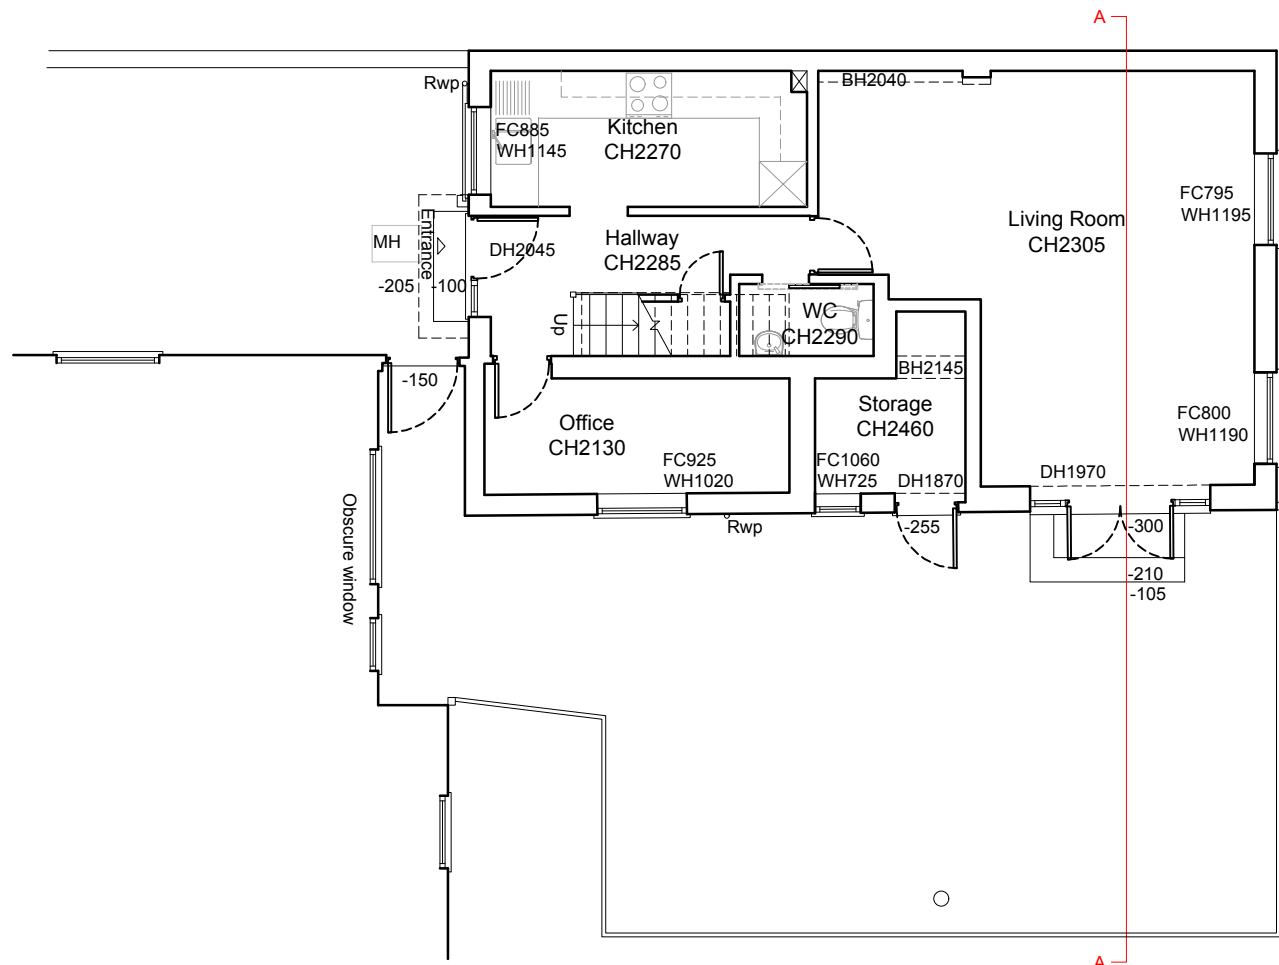 A
Rwp
BH2040
FC885
WH1145
Kitchen
CH2270
FC795
WH1195
Living Room
CH2305
MH
Entrance
DH2045
Hallway
CH2285
-205
-100
Up
WC
CH2290
-150
BH2145
Office
CH2130
Storage
CH2460
FC800
WH1190
FC925
WH1020
FC1060
WH725
DH1870
DH1970
Obscure window
Rwp
-255
-300
-210
-105
A